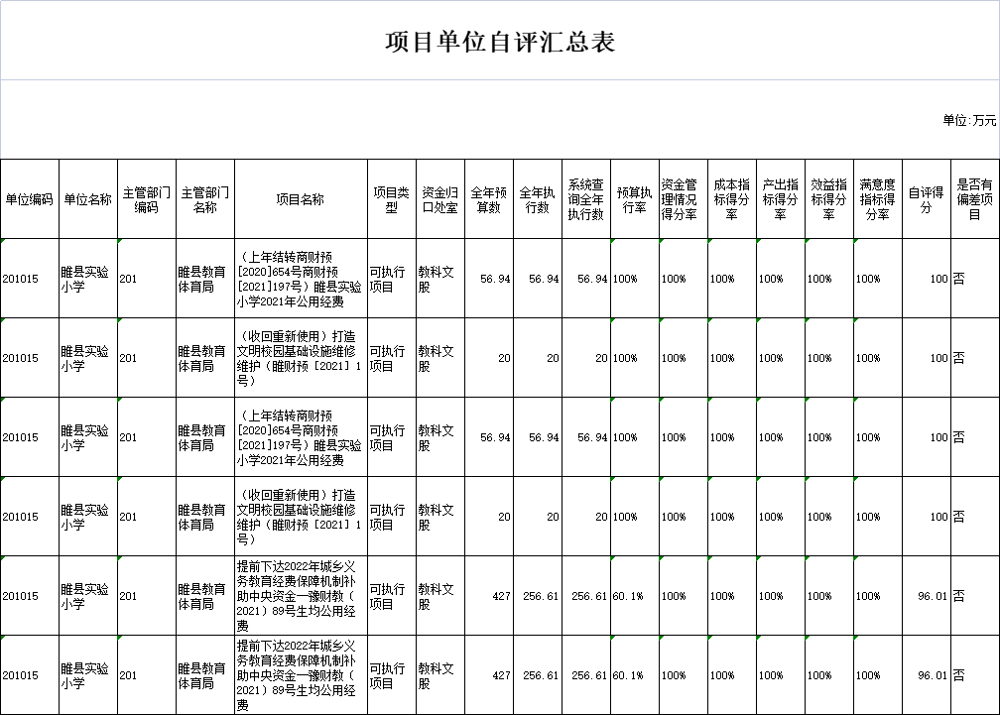 项目单位自评汇总表
单位:万元
单位编码 单位名称 主管部门编码 主管部门名称 项目名称 项目类型 资金归口处室 全年预算数 全年执行数 系统查询全年执行数 预算执行率 资金管理情况得分率 成本指标得分率 产出指标得分率 效益指标得分率 满意度指标得分率 自评得分 是否有偏差项目
201015 睢县实验小学 201 睢县教育体育局 （上年结转商财预[2020]654号商财预[2021]197号）睢县实验小学2021年公用经费 可执行项目 教科文股 56.94 56.94 56.94 100% 100% 100% 100% 100% 100% 100 否
201015 睢县实验小学 201 睢县教育体育局 （收回重新使用）打造文明校园基础设施维修维护（睢财预［2021］1号） 可执行项目 教科文股 20 20 20 100% 100% 100% 100% 100% 100% 100 否
201015 睢县实验小学 201 睢县教育体育局 （上年结转商财预[2020]654号商财预[2021]197号）睢县实验小学2021年公用经费 可执行项目 教科文股 56.94 56.94 56.94 100% 100% 100% 100% 100% 100% 100 否
201015 睢县实验小学 201 睢县教育体育局 （收回重新使用）打造文明校园基础设施维修维护（睢财预［2021］1号） 可执行项目 教科文股 20 20 20 100% 100% 100% 100% 100% 100% 100 否
201015 睢县实验小学 201 睢县教育体育局 提前下达2022年城乡义务教育经费保障机制补助中央资金一豫财教（2021）89号生均公用经费 可执行项目 教科文股 427 256.61 256.61 60.1% 100% 100% 100% 100% 100% 96.01 否
201015 睢县实验小学 201 睢县教育体育局 提前下达2022年城乡义务教育经费保障机制补助中央资金一豫财教（2021）89号生均公用经费 可执行项目 教科文股 427 256.61 256.61 60.1% 100% 100% 100% 100% 100% 96.01 否